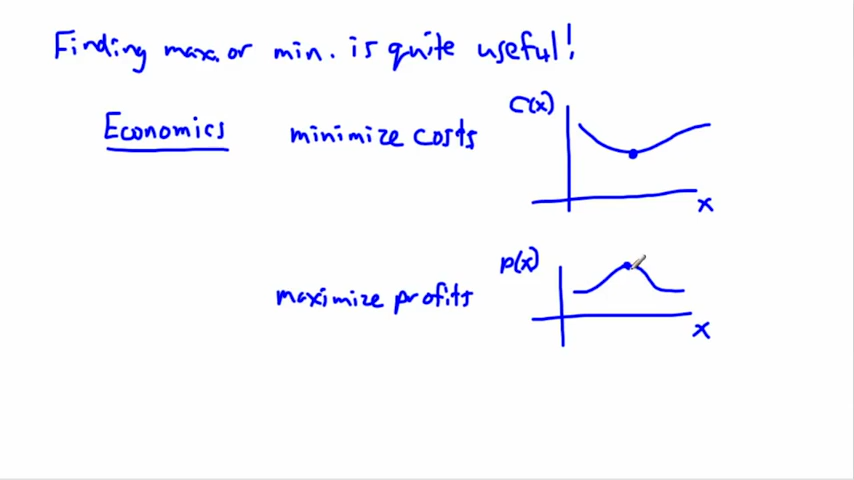 Finding max. or min. is quite useful!
Economics minimize costs C(x)
x
maximize profits P(x)
x